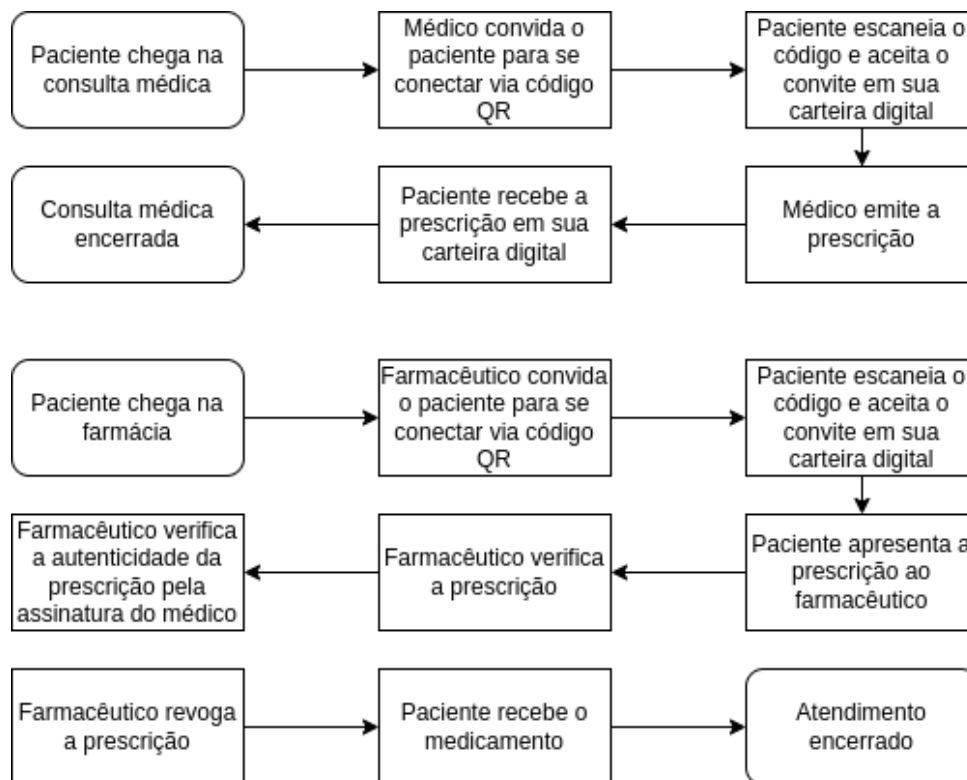 Paciente chega na
consulta médica
Médico convida o
paciente para se
conectar via código
QR
Paciente escaneia o
código e aceita o
convite em sua
carteira digital
Consulta médica
encerrada
Paciente recebe a
prescrição em sua
carteira digital
Médico emite a
prescrição
Paciente chega na
farmácia
Farmacêutico convida
o paciente para se
conectar via código
QR
Paciente escaneia o
código e aceita o
convite em sua
carteira digital
Farmacêutico verifica
a autenticidade da
prescrição pela
assinatura do médico
Farmacêutico verifica
a prescrição
Paciente apresenta a
prescrição ao
farmacêutico
Farmacêutico revoga
a prescrição
Paciente recebe o
medicamento
Atendimento
encerrado